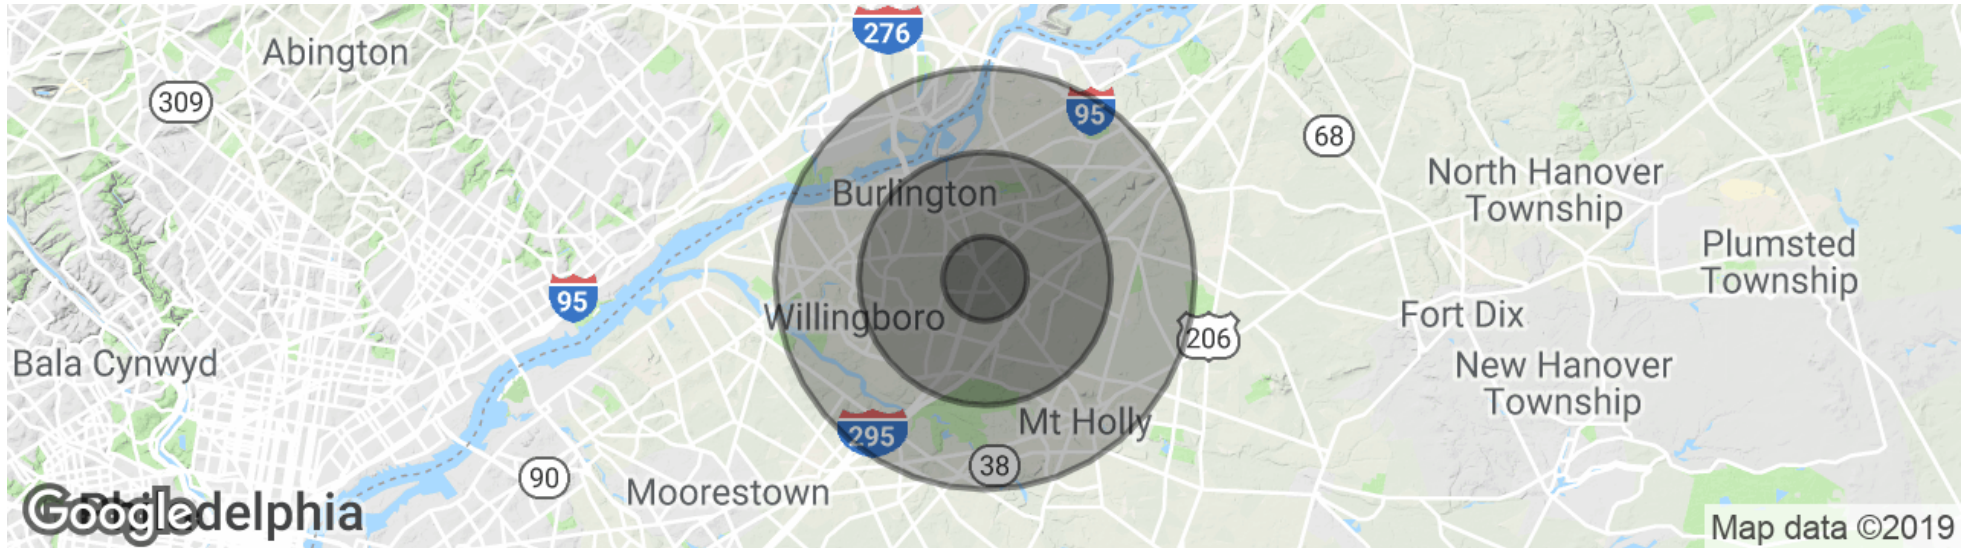 276
Abington
309
95
68
North Hanover
Township
Burlington
Plumsted
Township
95
Willingboro
Fort Dix
206
Bala Cynwyd
New Hanover
Township
Mt Holly
295
38
90
Moorestown
Google
Philadelphia
Map data ©2019